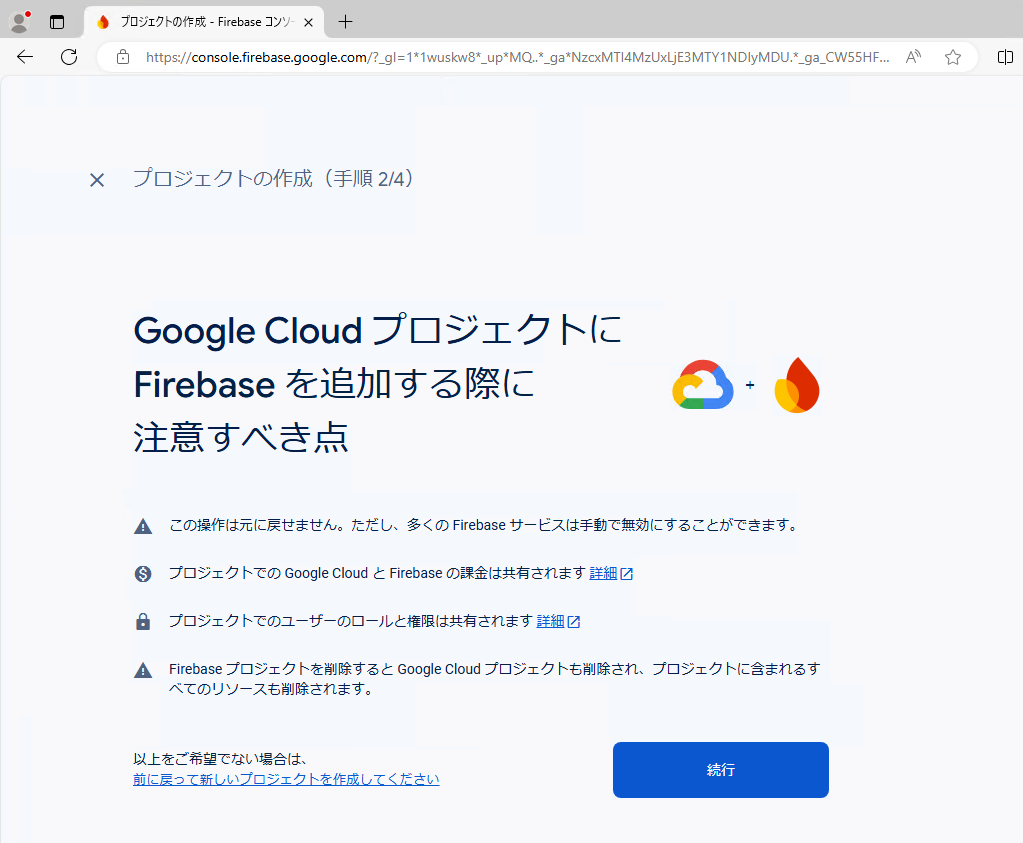 プロジェクトの作成 - Firebase コンソ
https://console.firebase.google.com/?_gl=1*1wuskw8*_up*MQ..*_ga*NzcxMTI4MzUxLjE3MTY1NDIyMDU.*_ga_CW55HF...
プロジェクトの作成（手順 2/4）
Google Cloud プロジェクトに
Firebase を追加する際に
注意すべき点
+
この操作は元に戻せません。ただし、多くの Firebase サービスは手動で無効にすることができます。
プロジェクトでの Google Cloud と Firebase の課金は共有されます 詳細
プロジェクトでのユーザーのロールと権限は共有されます 詳細
Firebase プロジェクトを削除すると Google Cloud プロジェクトも削除され、プロジェクトに含まれるす
べてのリソースも削除されます。
以上をご希望でない場合は、
前に戻って新しいプロジェクトを作成してください
続行